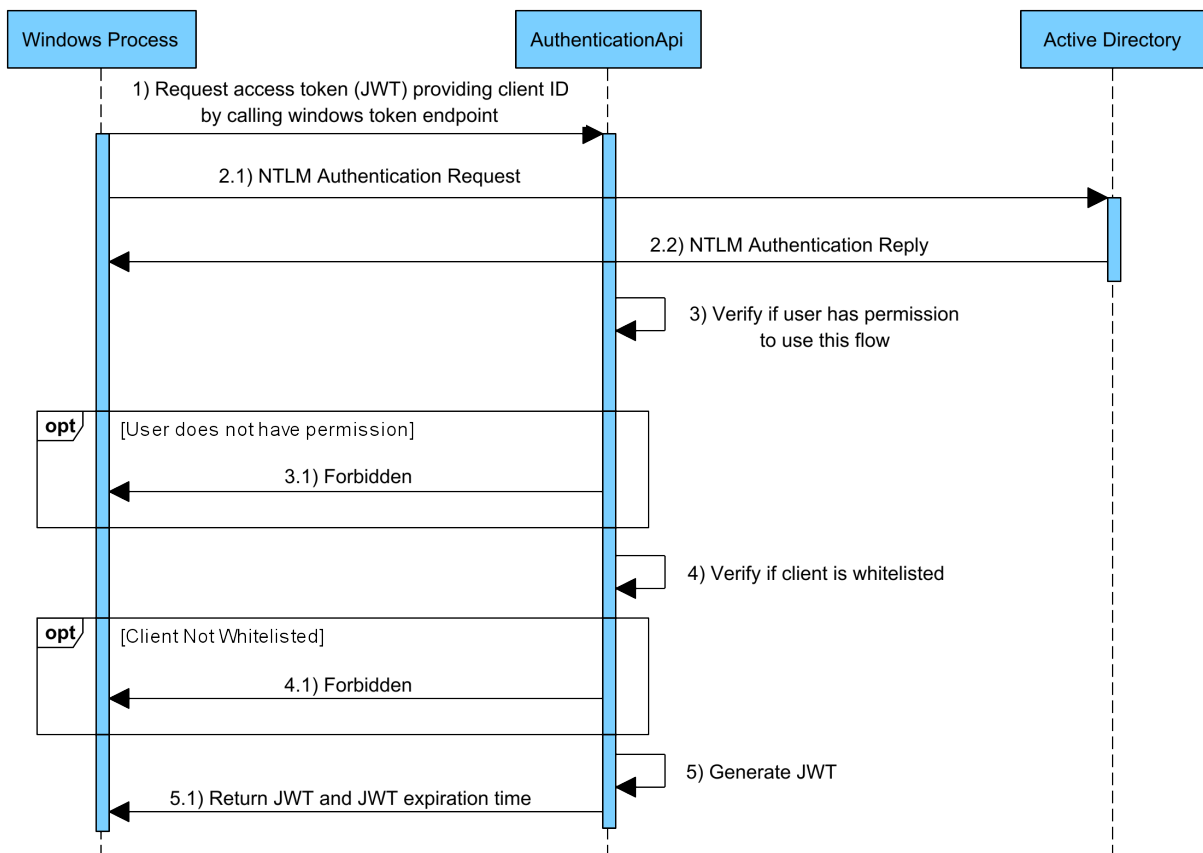 Windows Process
AuthenticationApi
Active Directory
1) Request access token (JWT) providing client ID
by calling windows token endpoint
2.1) NTLM Authentication Request
2.2) NTLM Authentication Reply
3) Verify if user has permission
to use this flow
opt
[User does not have permission]
3.1) Forbidden
4) Verify if client is whitelisted
opt
[Client Not Whitelisted]
4.1) Forbidden
5) Generate JWT
5.1) Return JWT and JWT expiration time